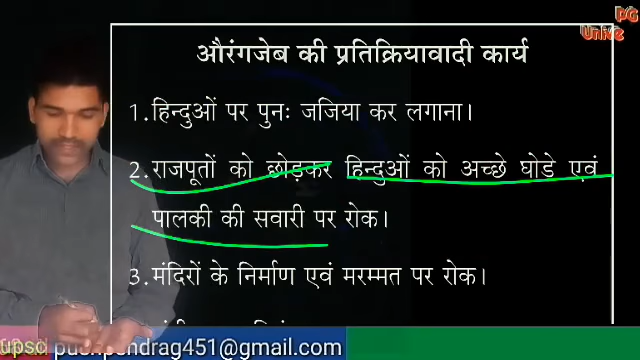 PG
Unive
औरंगजेब की प्रतिक्रियावादी कार्य
1. हिन्दुओं पर पुनः जजिया कर लगाना।
2. राजपूतों को छोड़कर हिन्दुओं को अच्छे घोडे एवं
पालकी की सवारी पर रोक।
3. मंदिरों के निर्माण एवं मरम्मत पर रोक।
upsc pushpendrag451@gmail.com